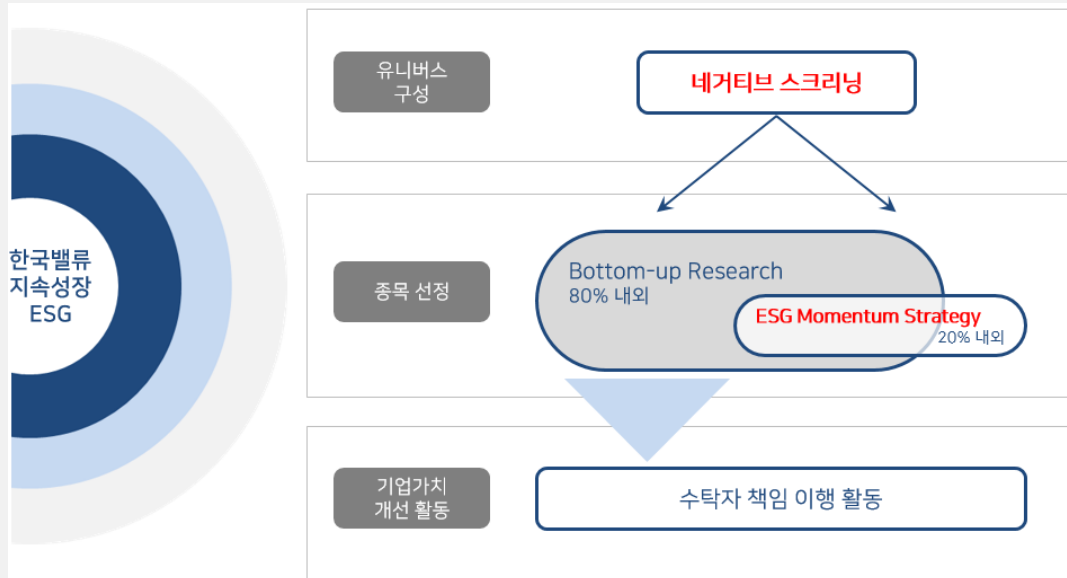 한국밸류
지속성장
ESG
유니버스
구성
네거티브 스크리닝
종목 선정
Bottom-up Research
80% 내외
ESG Momentum Strategy
20% 내외
기업가치
개선 활동
수탁자 책임 이행 활동